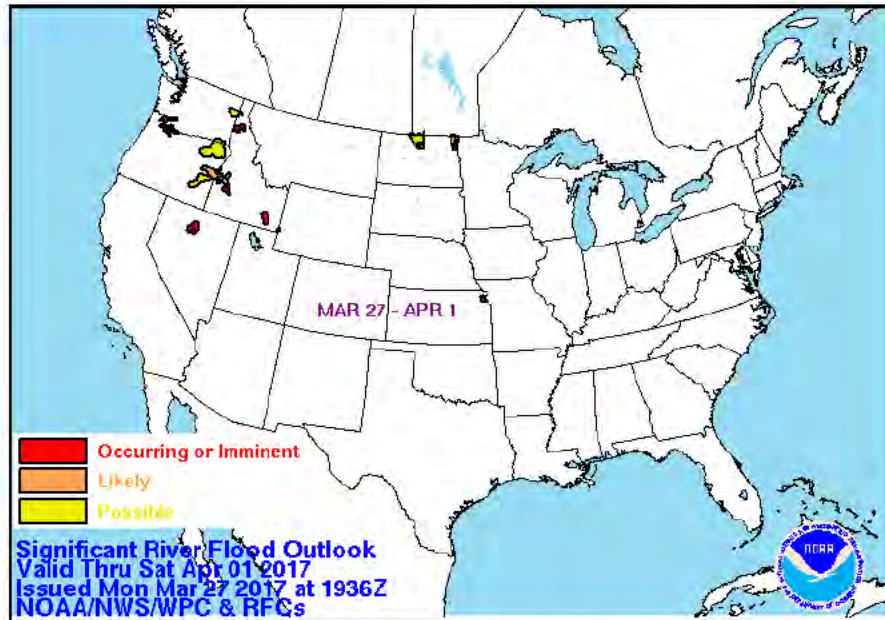 MAR 27 - APR 1
Occurring or Imminent
Likely
Possible
Significant River Flood Outlook
Valid Thru Sat Apr 01 2017
Issued Mon Mar 27 2017 at 1936Z
NOAA/NWS/WPC & RFCs
NOAA